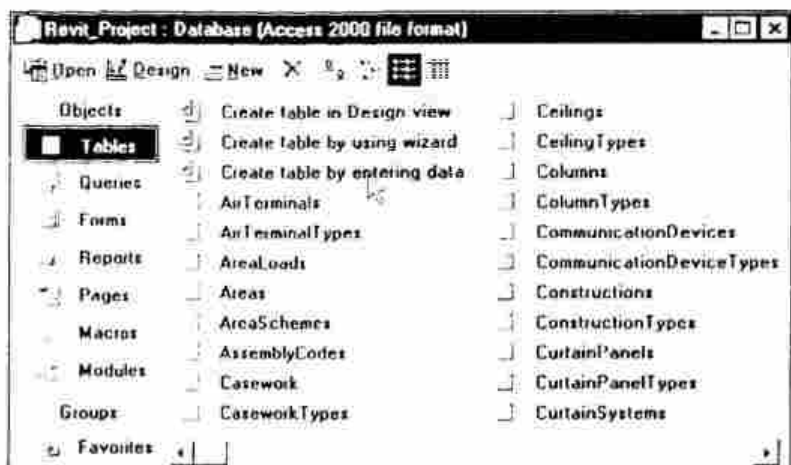 Revit_Project : Database (Access 2000 file format)
Open Design New
Objects
Tables
Queries
Forms
Reports
Pages
Macros
Modules
Groups
Favorites
Create table in Design view
Create table by using wizard
Create table by entering data
AirTerminals
AirTerminalTypes
AreaLoads
Areas
AreaSchemes
AssemblyCodes
Casework
CaseworkTypes
Ceilings
CeilingTypes
Columns
ColumnTypes
CommunicationDevices
CommunicationDeviceTypes
Constructions
ConstructionTypes
CurtainPanels
CurtainPanelTypes
CurtainSystems